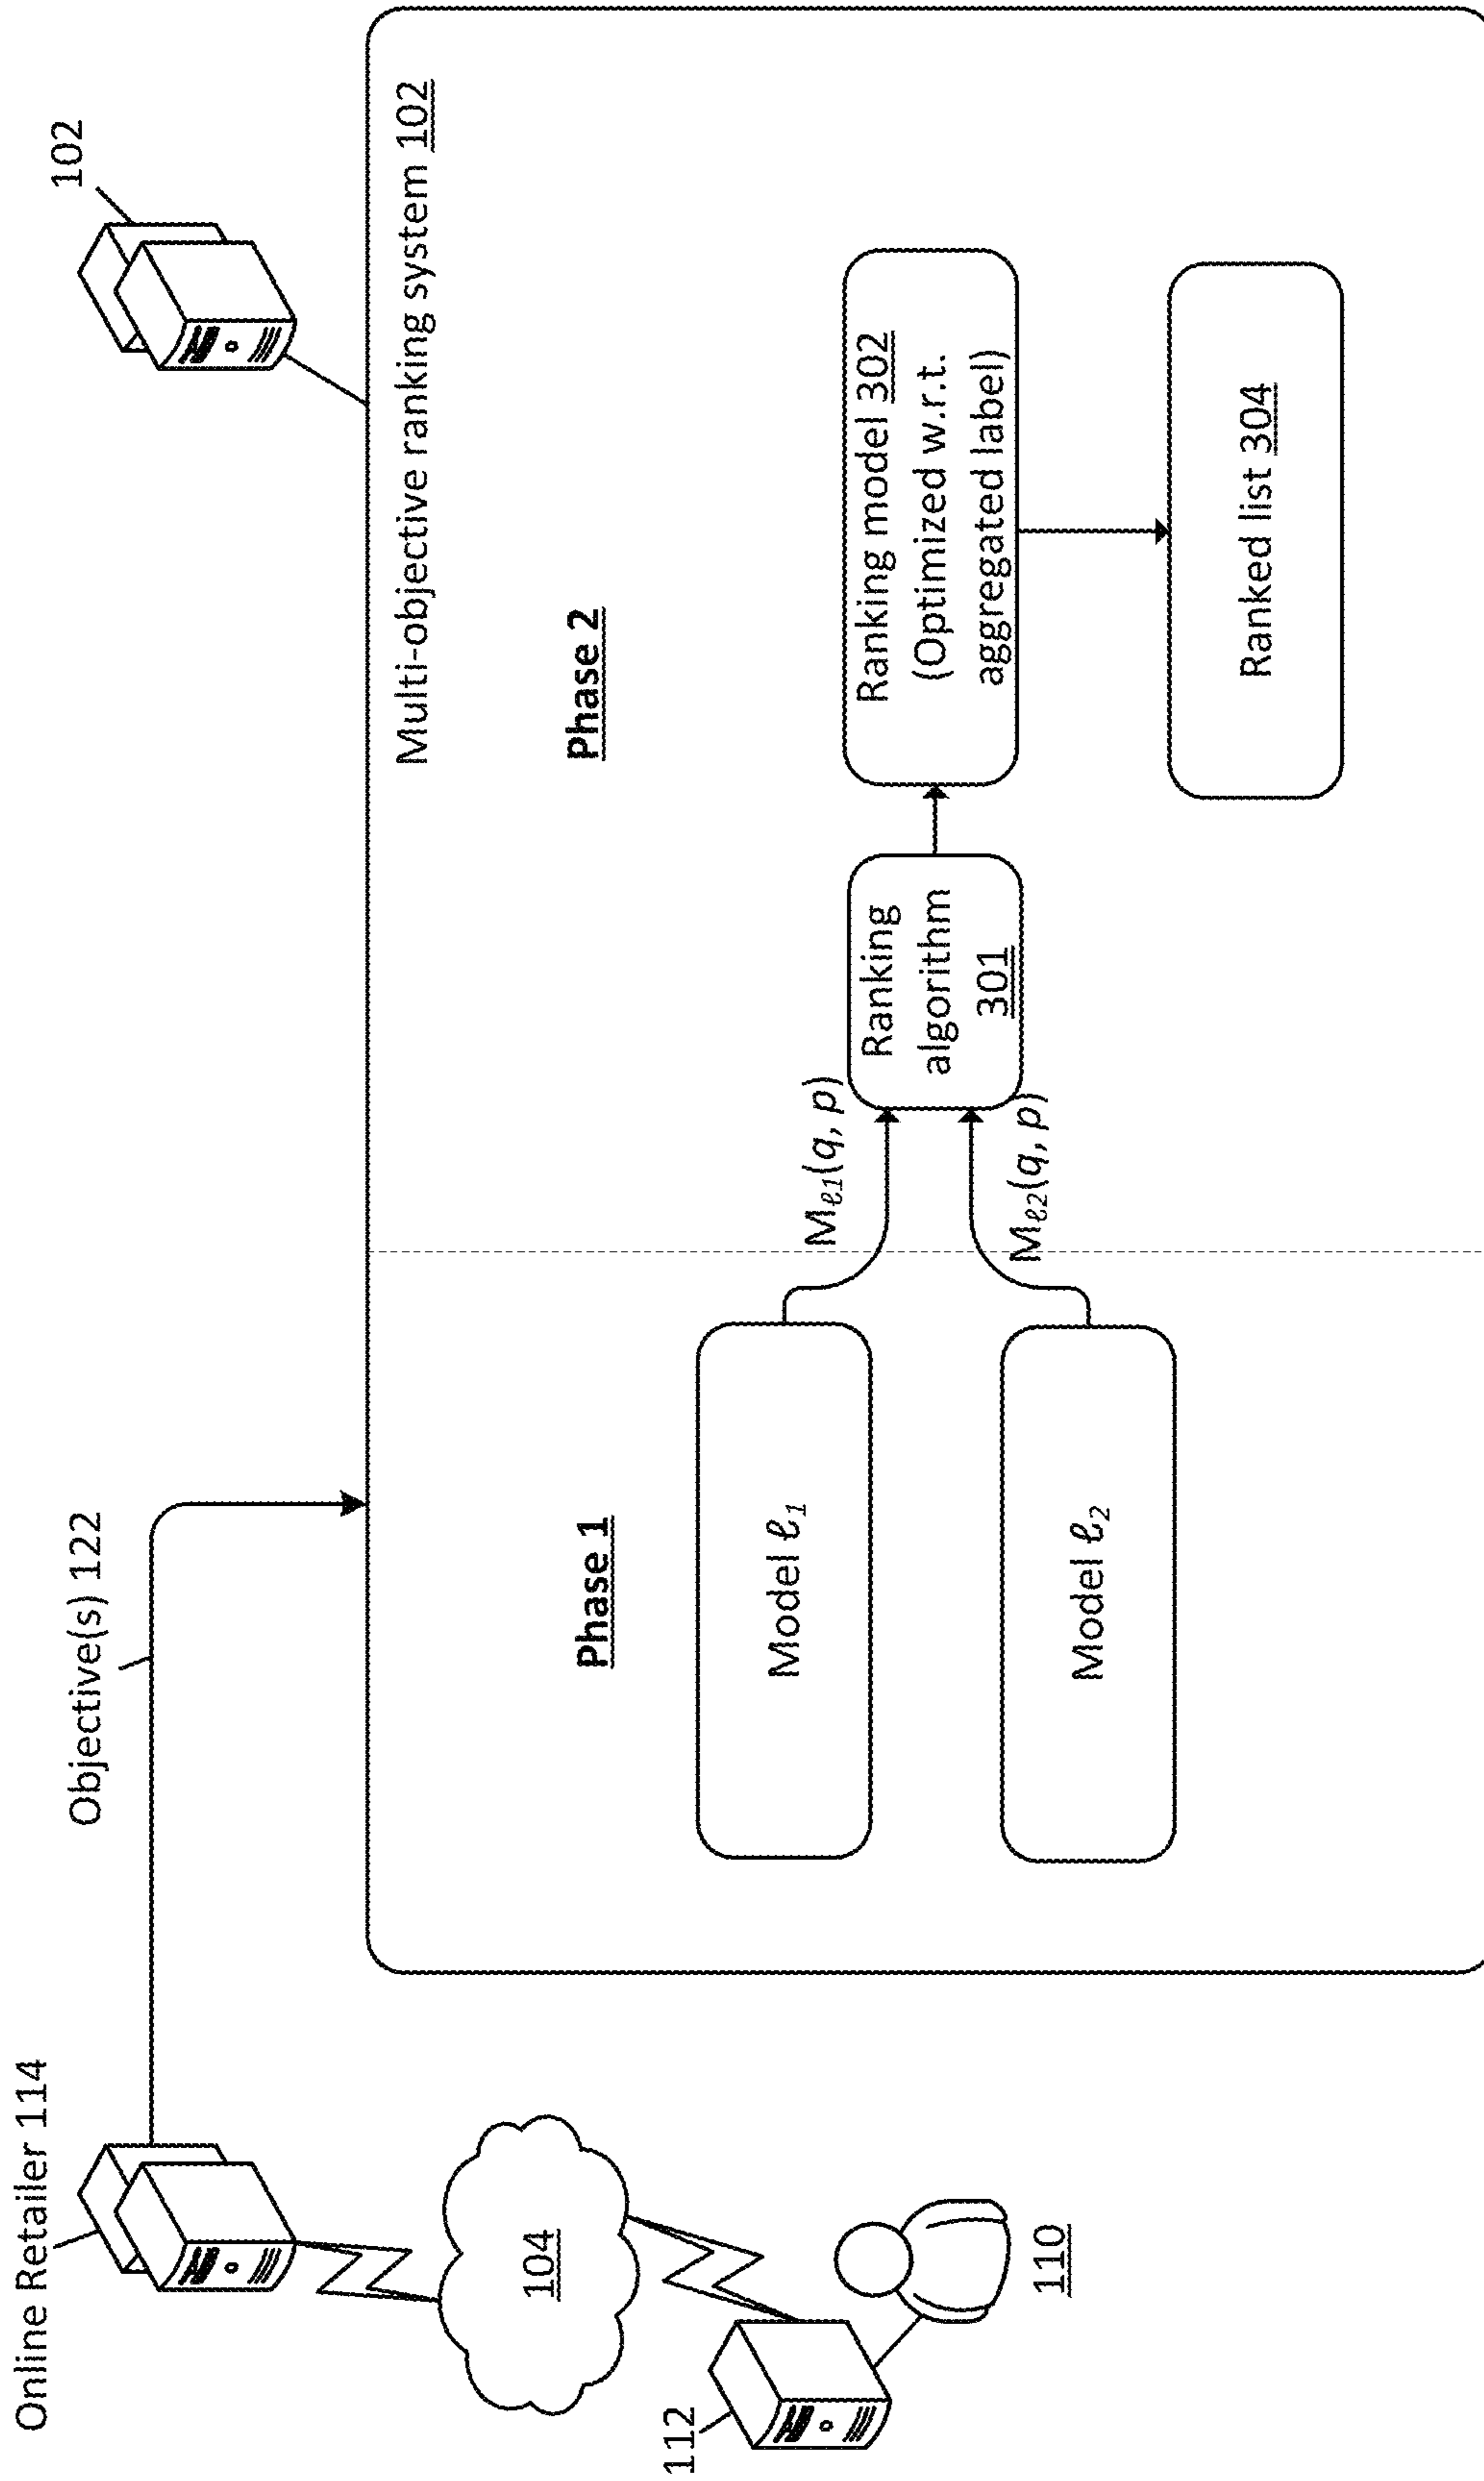 Online Retailer 114
Objective(s) 122
102
Multi-objective ranking system 102
Phase 1
Phase 2
Model ℓ1
Model ℓ2
Mℓ1(q, p)
Mℓ2(q, p)
Ranking
algorithm
301
Ranking model 302
(Optimized w.r.t.
aggregated label)
Ranked list 304
104
112
110